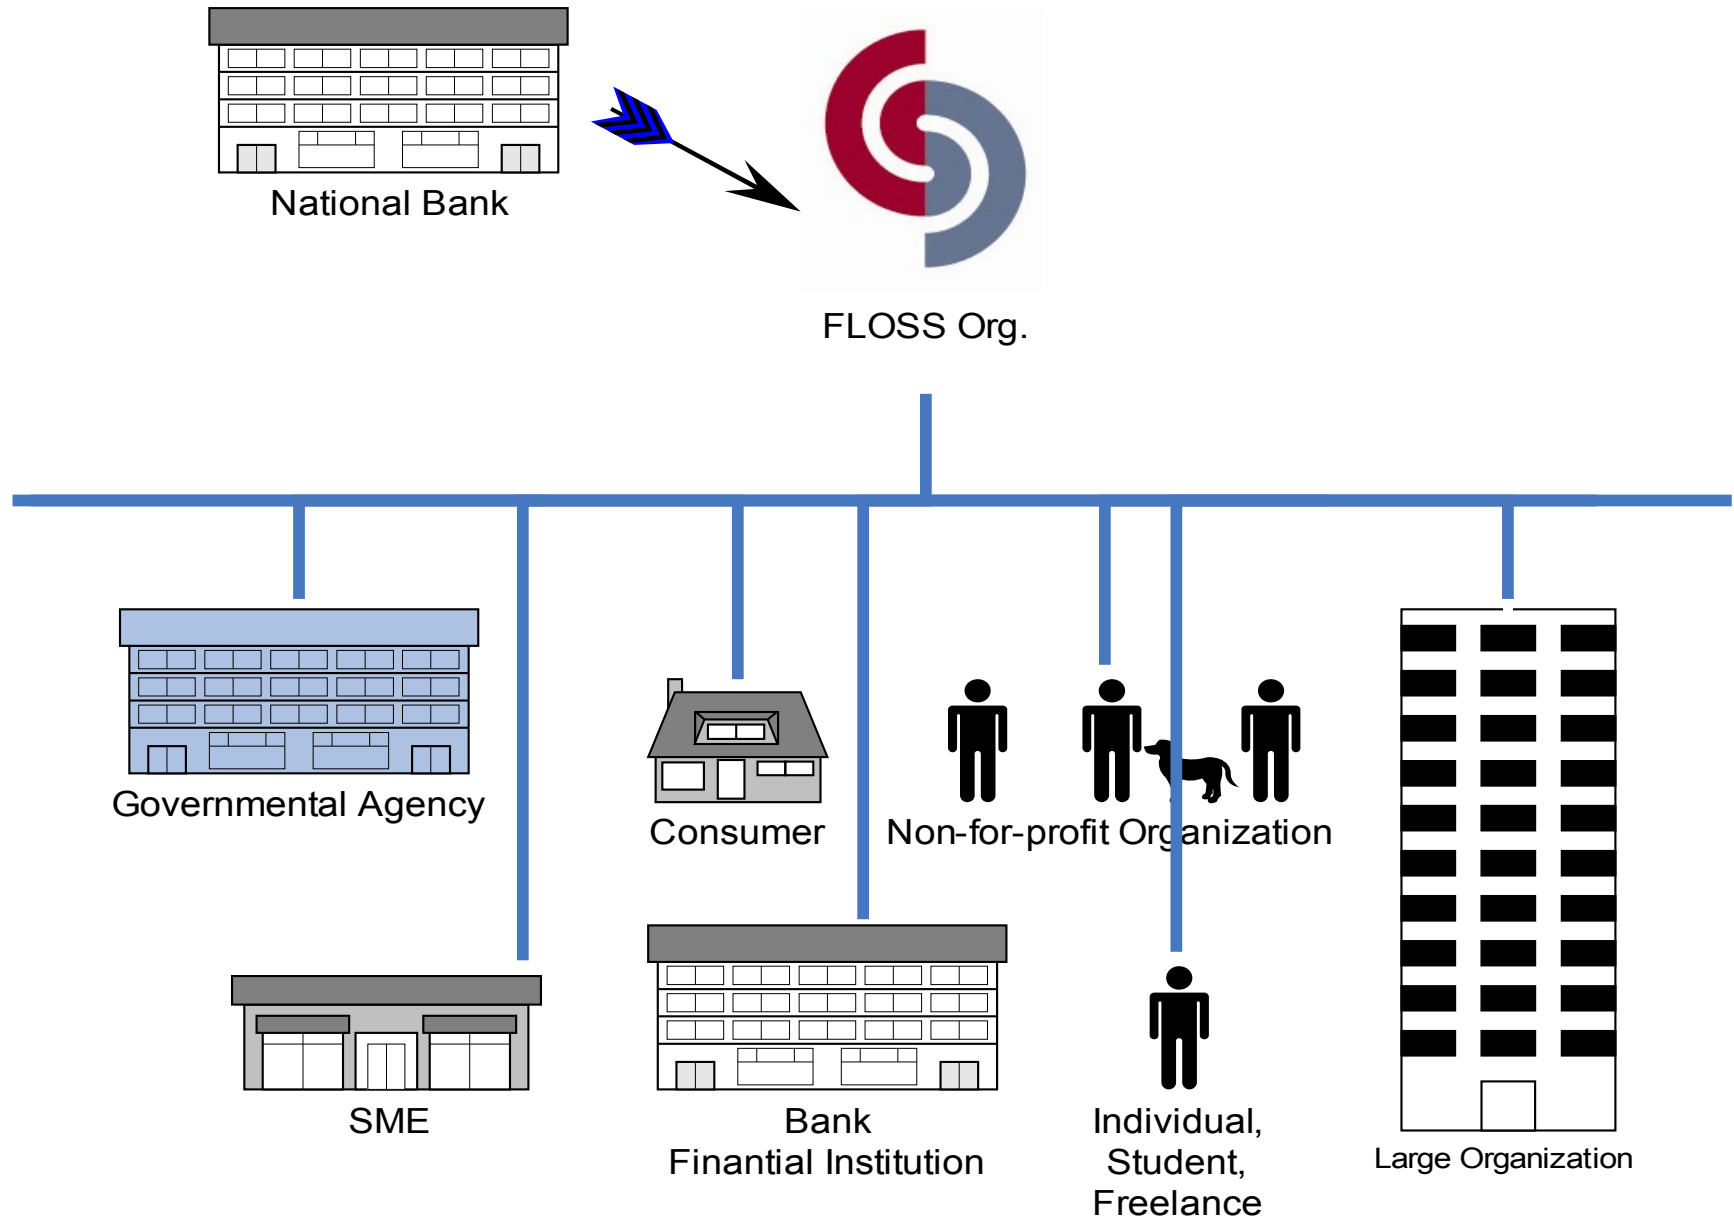 National Bank
FLOSS Org.
Governmental Agency
Consumer
Non-for-profit Organization
SME
Bank
Finantial Institution
Individual,
Student,
Freelance
Large Organization